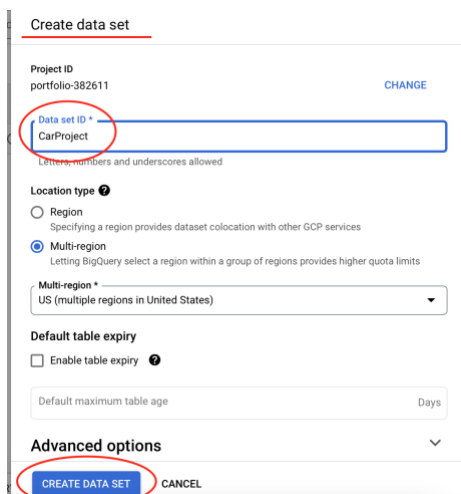 Create data set
Project ID
portfolio-382611
CHANGE
Data set ID *
CarProject
Letters, numbers and underscores allowed
Location type ?
Region
Specifying a region provides dataset colocation with other GCP services
Multi-region
Letting BigQuery select a region within a group of regions provides higher quota limits
Multi-region *
US (multiple regions in United States)
Default table expiry
Enable table expiry ?
Default maximum table age
Days
Advanced options
CREATE DATA SET
CANCEL